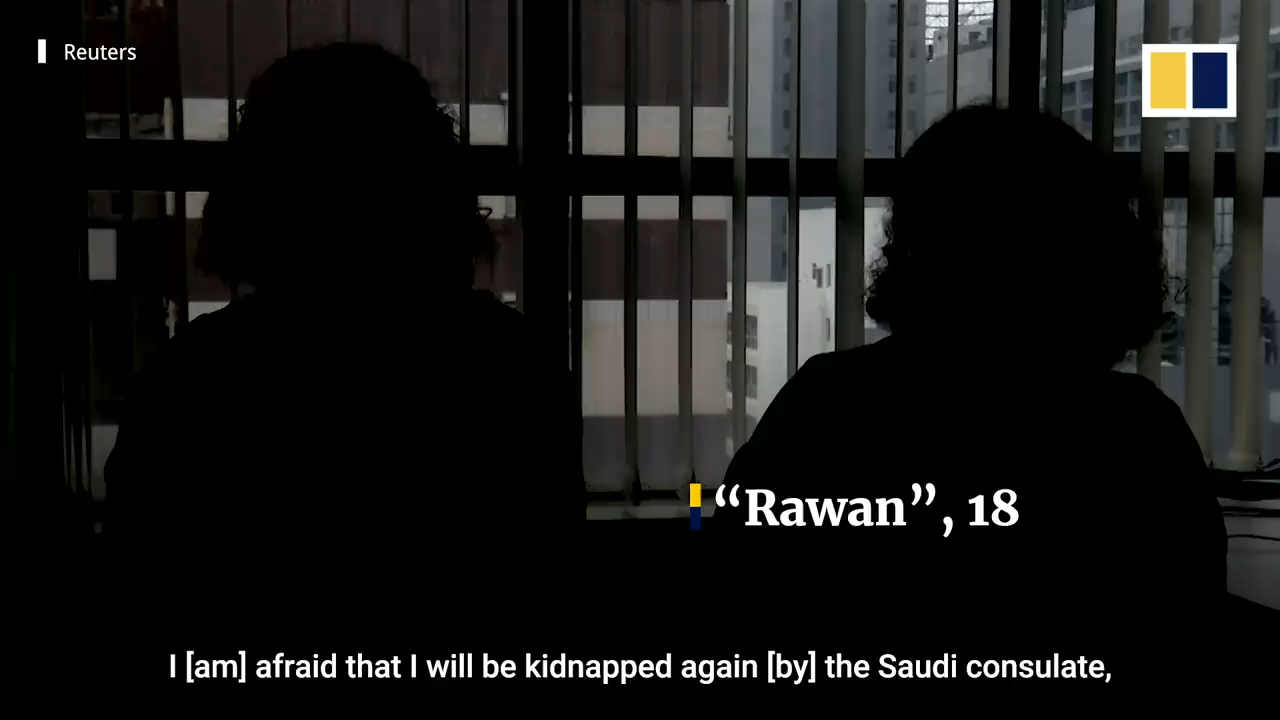 Reuters
“Rawan”, 18
I [am] afraid that I will be kidnapped again [by] the Saudi consulate,